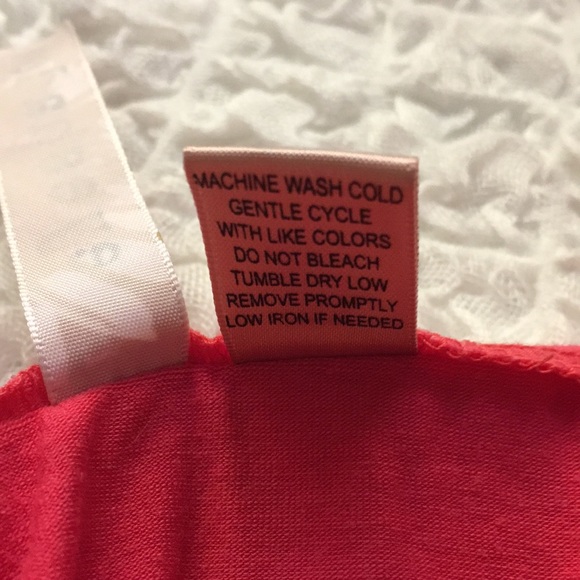 MACHINE WASH COLD
GENTLE CYCLE
WITH LIKE COLORS
DO NOT BLEACH
TUMBLE DRY LOW
REMOVE PROMPTLY
LOW IRON IF NEEDED